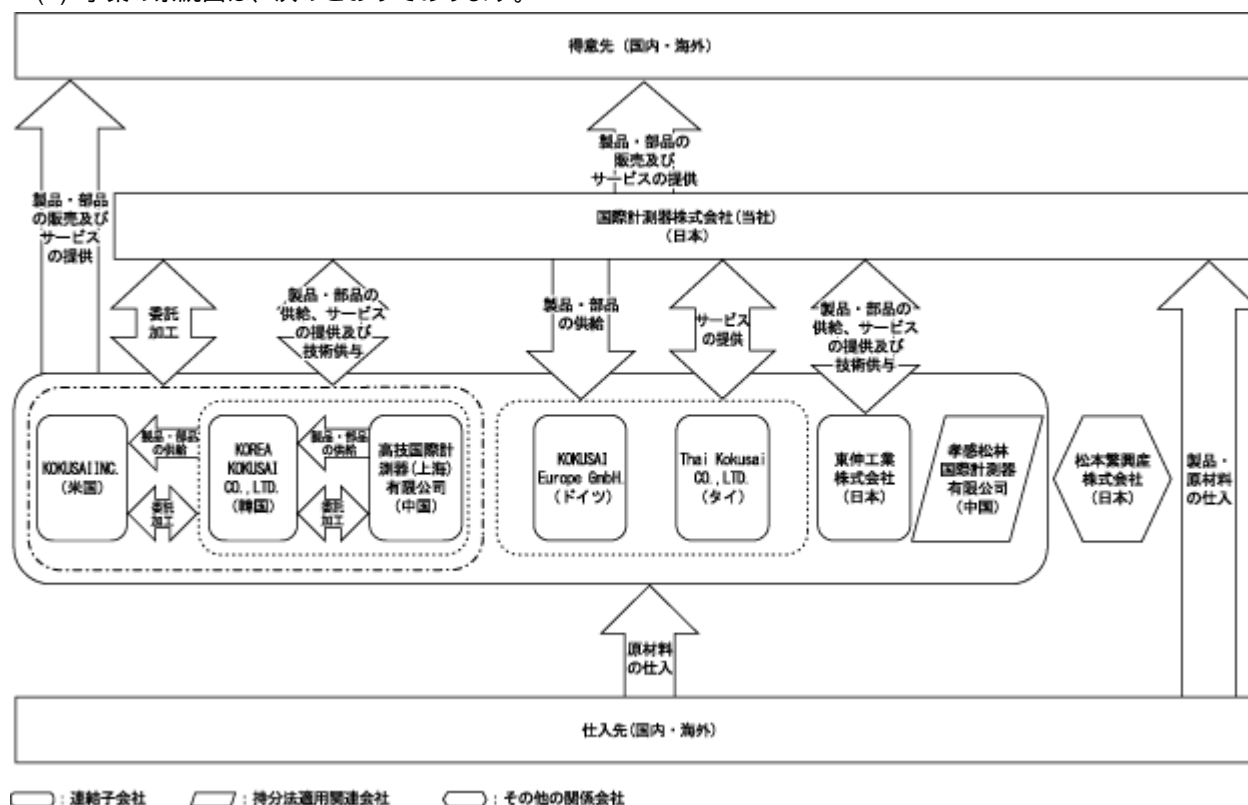 得意先（国内・海外）
製品・部品の
販売及び
サービスの提供
製品・部品
の販売及び
サービス
の提供
国際計測器株式会社(当社)
（日本）
委託
加工
製品・部品の
供給、サービス
の提供及び
技術供与
製品・部品
の供給
サービス
の提供
製品・部品の
供給、サービス
の提供及び
技術供与
KOKUSAI INC.
（米国）
製品・部品
の供給
委託
加工
KOREA
KOKUSAI
CO.,LTD.
（韓国）
製品・部品
の供給
委託
加工
高技国際計
測器(上海)
有限公司
（中国）
KOKUSAI
Europe GmbH.
（ドイツ）
Thai Kokusai
CO.,LTD.
（タイ）
東伸工業
株式会社
（日本）
孝感松林
国際計測器
有限公司
（中国）
松本繁興産
株式会社
（日本）
製品・
原材料
の仕入
原材料
の仕入
仕入先(国内・海外)
：連結子会社
：持分法適用関連会社
：その他の関係会社